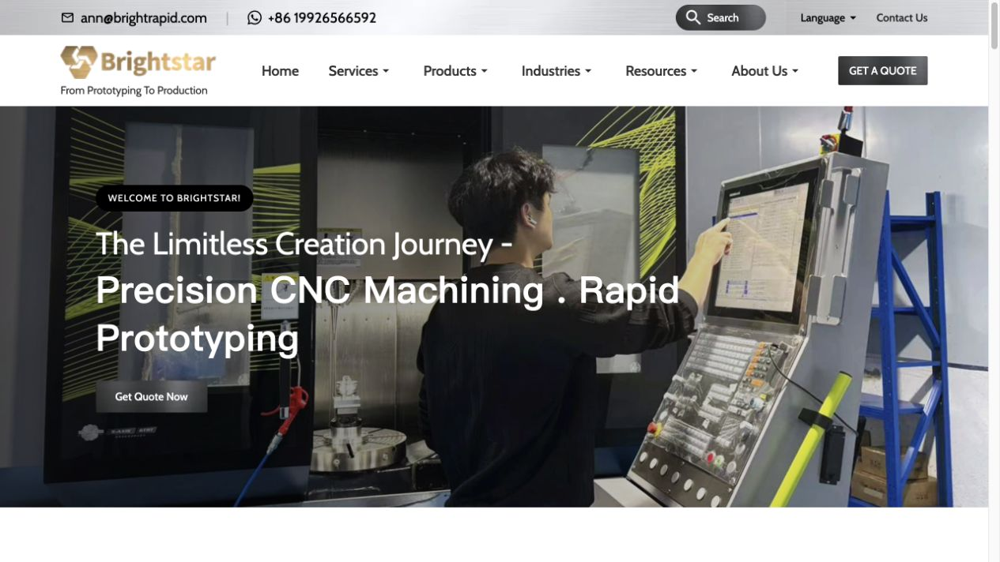 ann@brightrapid.com
+86 19926566592
Search
Language
Contact Us
Brightstar
From Prototyping To Production
Home
Services
Products
Industries
Resources
About Us
GET A QUOTE
WELCOME TO BRIGHTSTAR!
The Limitless Creation Journey -
Precision CNC Machining . Rapid
Prototyping
Get Quote Now